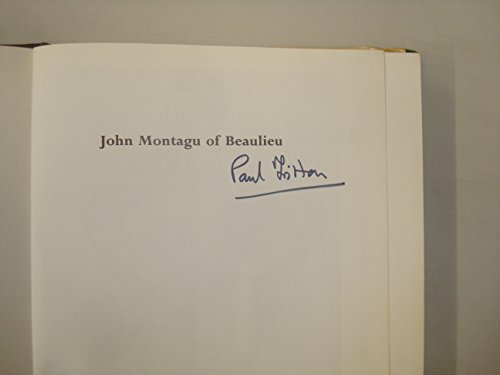 John Montagu of Beaulieu
Paul Tritton